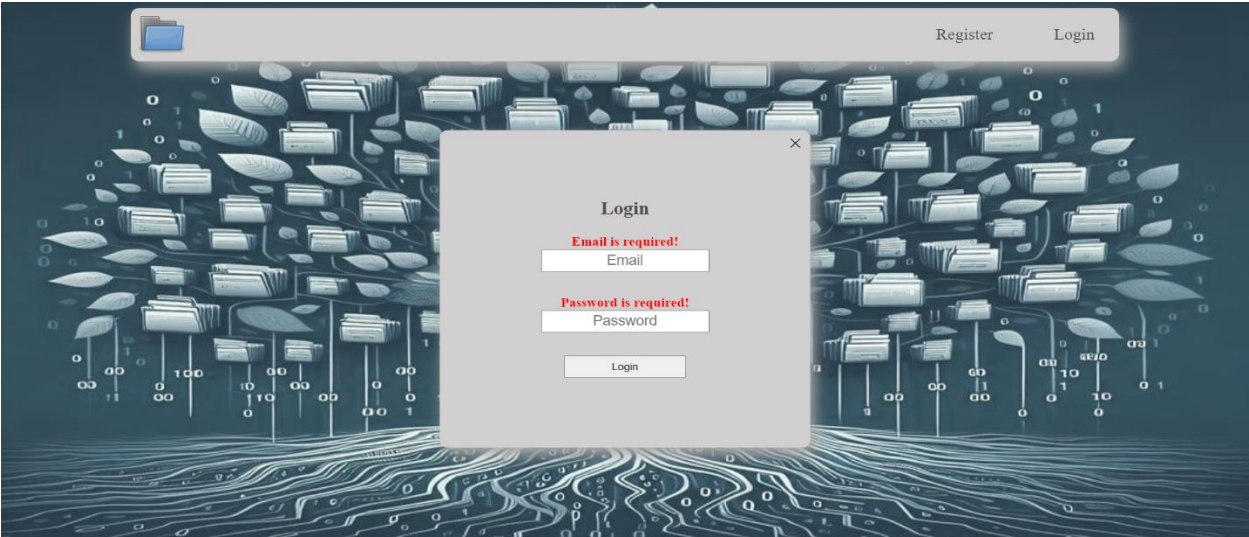 Register Login
Login
Email is required!
Email
Password is required!
Password
Login